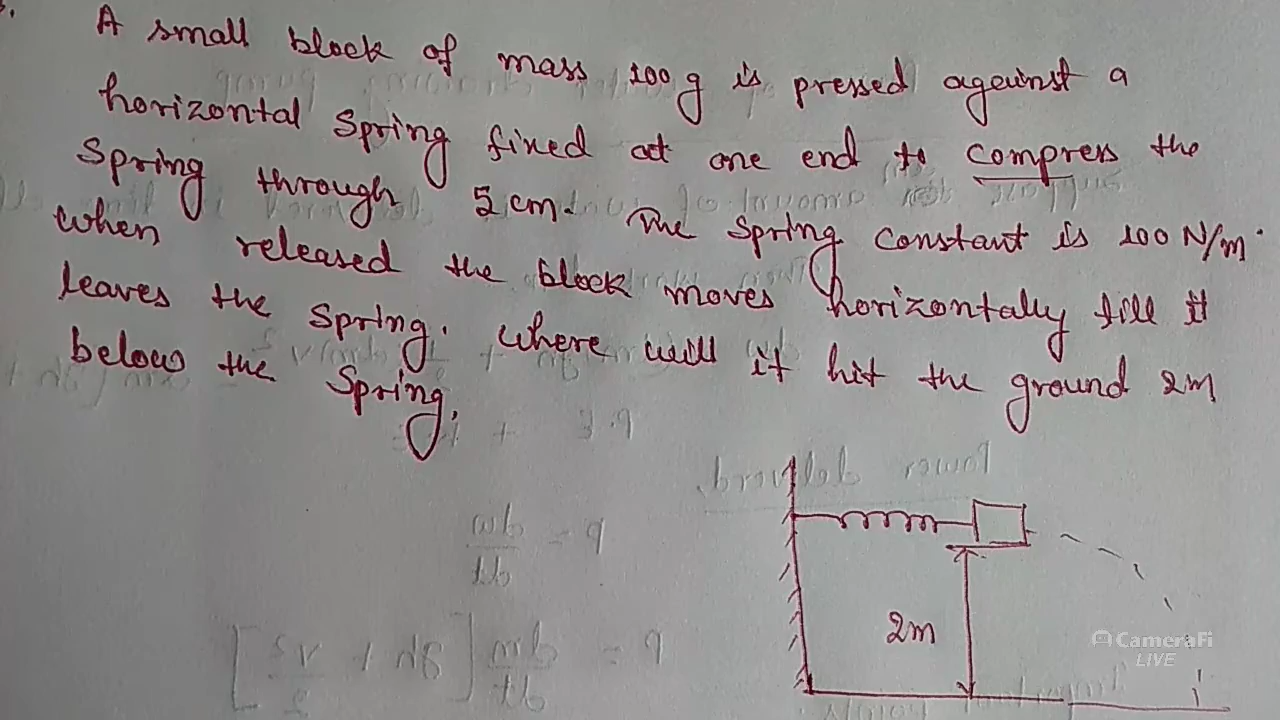 A small block of mass 100 g is pressed against a
horizontal Spring fixed at one end to compress the
Spring through 5 cm. The Spring constant is 100 N/m.
when released the block moves horizontally till it
leaves the Spring. Where will it hit the ground 2m
below the Spring.
2m
CameraFi
LIVE